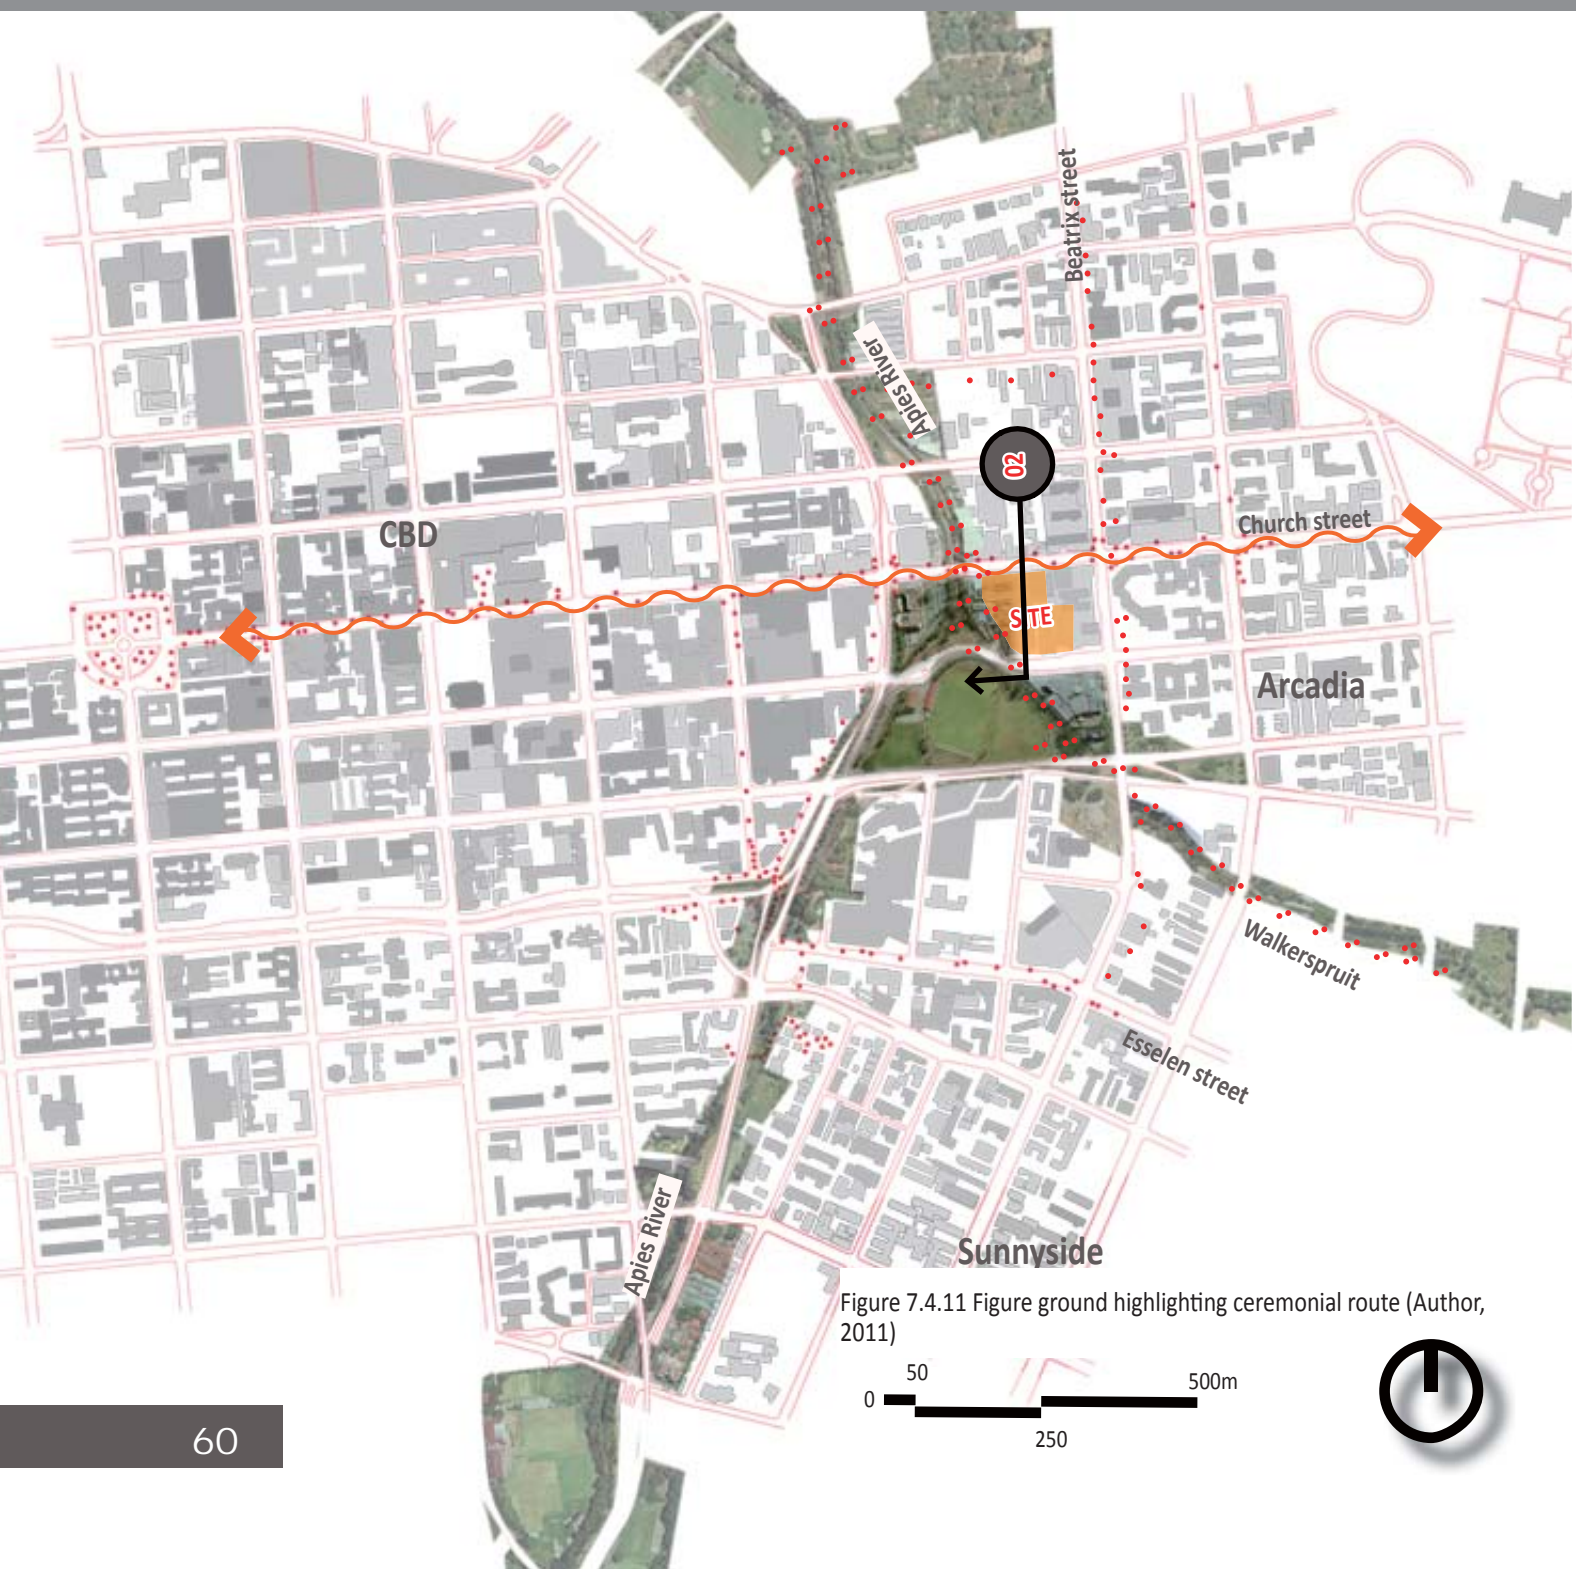 Beatrix street
Apies River
02
CBD
Church street
SITE
Arcadia
Walkerspruit
Esselen street
Apies River
Sunnyside
Figure 7.4.11 Figure ground highlighting ceremonial route (Author,
2011)
50
0
500m
250
60